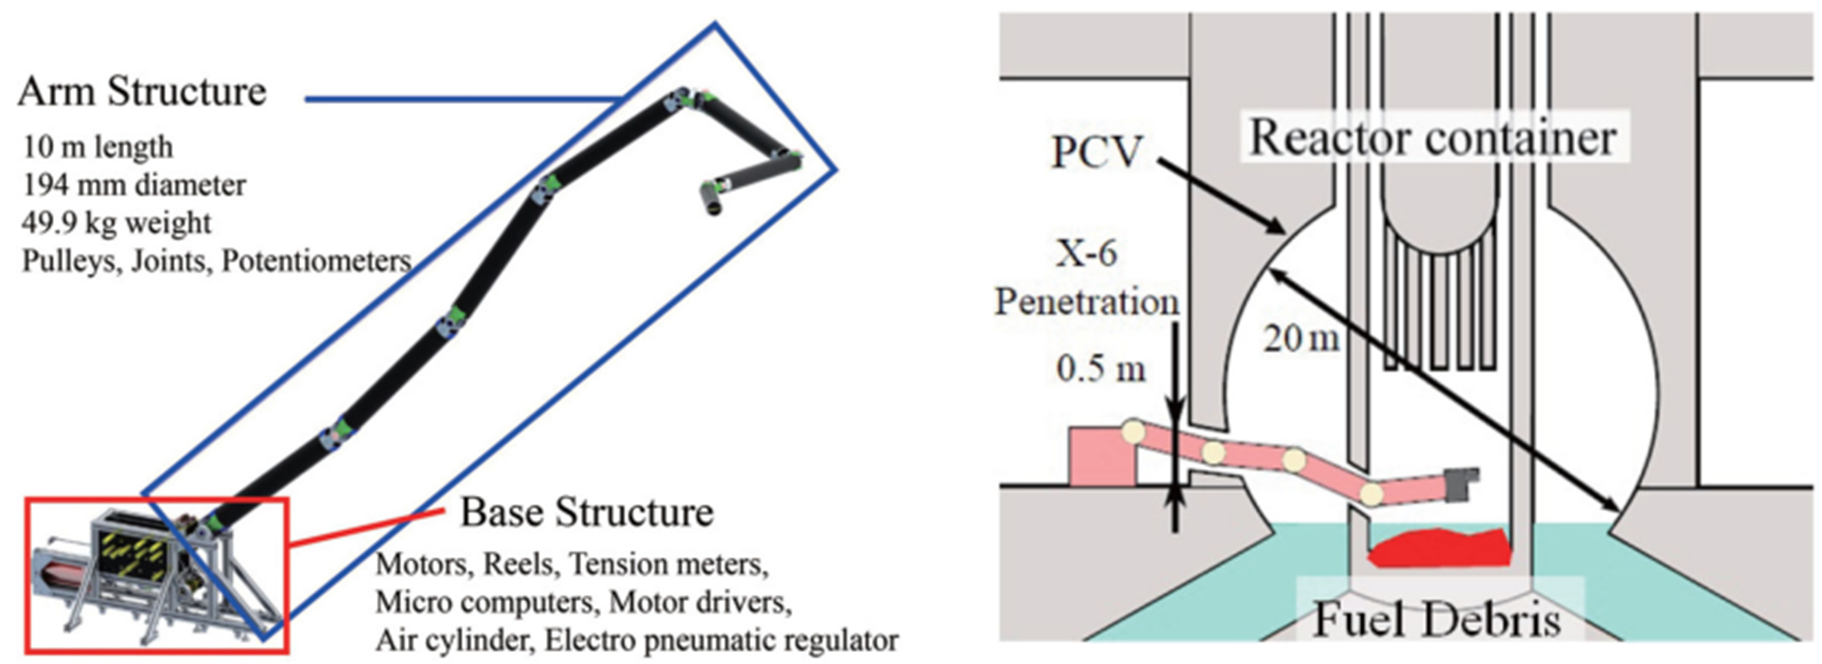 Arm Structure
10 m length
194 mm diameter
49.9 kg weight
Pulleys, Joints, Potentiometers
Base Structure
Motors, Reels, Tension meters,
Micro computers, Motor drivers,
Air cylinder, Electro pneumatic regulator
Reactor container
PCV
X-6
Penetration
0.5 m
20 m
Fuel Debris